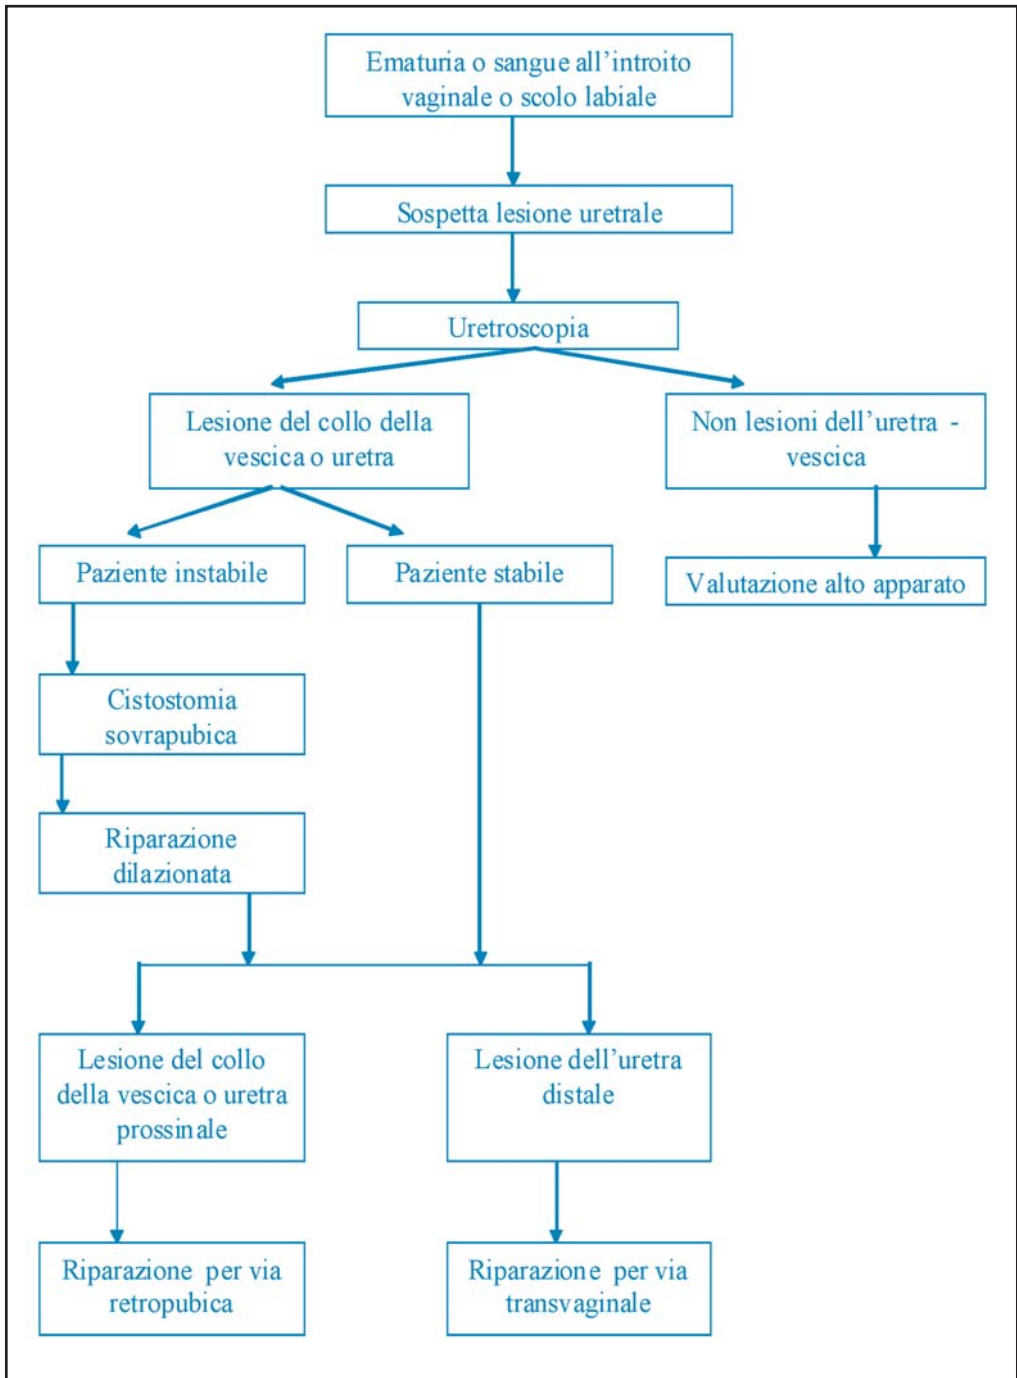 Ematuria o sangue all'introito
vaginale o scolo labiale
Sospetta lesione uretrale
Uretroscopia
Lesione del collo della
vescica o uretra
Non lesioni dell'uretra -
vescica
Paziente instabile
Paziente stabile
Valutazione alto apparato
Cistostomia
sovrapubica
Riparazione
dilazionata
Lesione del collo
della vescica o uretra
prossinale
Lesione dell'uretra
distale
Riparazione per via
retropubica
Riparazione per via
transvaginale